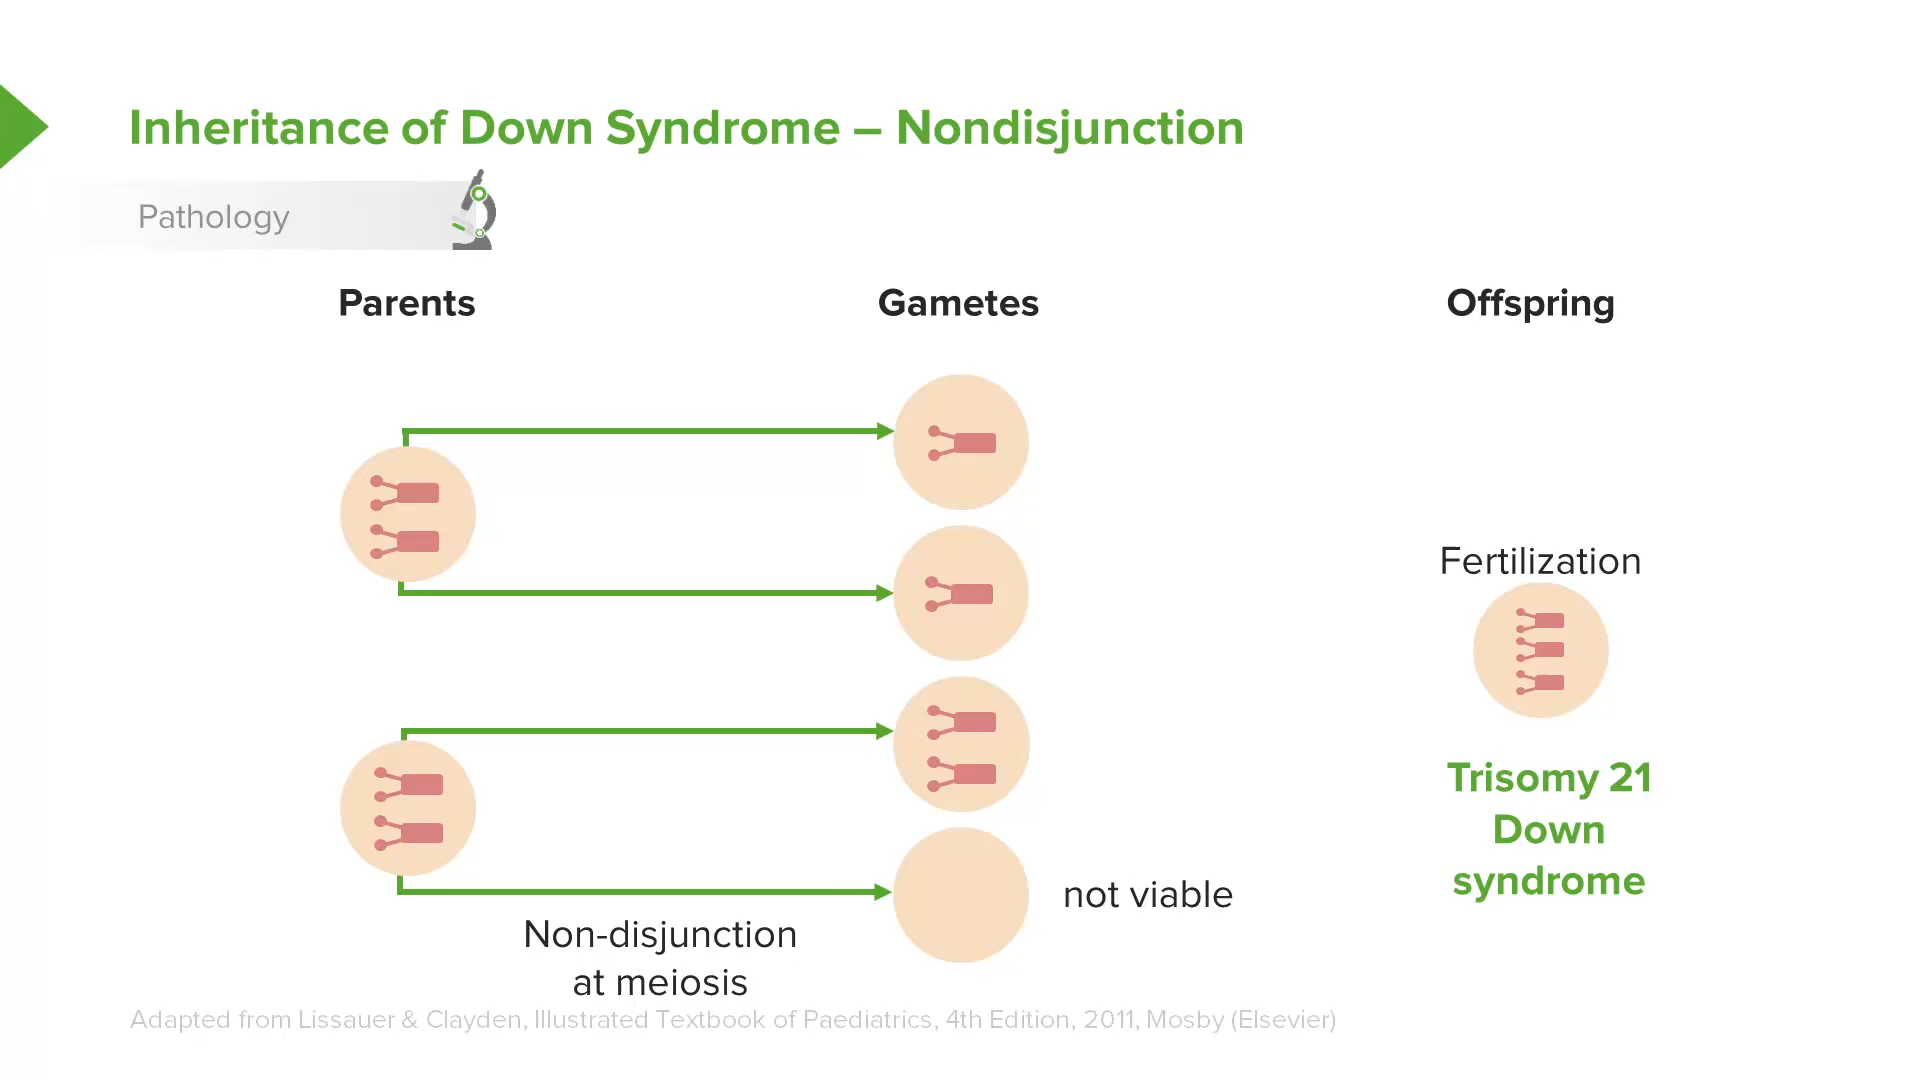 Inheritance of Down Syndrome – Nondisjunction
Pathology
Parents
Gametes
Offspring
Fertilization
Trisomy 21
Down
syndrome
not viable
Non-disjunction
at meiosis
Adapted from Lissauer & Clayden, Illustrated Textbook of Paediatrics, 4th Edition, 2011, Mosby (Elsevier)